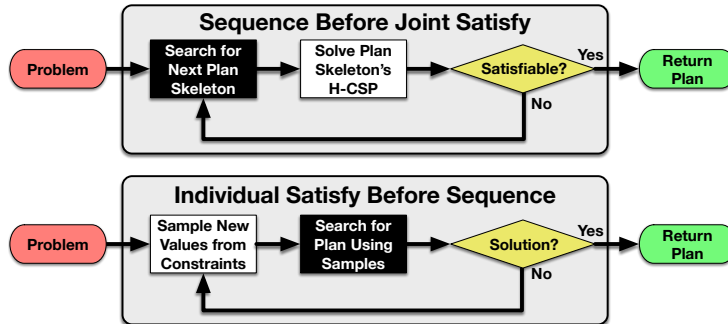 Sequence Before Joint Satisfy
Problem
Search for
Next Plan
Skeleton
Solve Plan
Skeleton's
H-CSP
Satisfiable?
Yes
No
Return
Plan
Individual Satisfy Before Sequence
Problem
Sample New
Values from
Constraints
Search for
Plan Using
Samples
Solution?
Yes
No
Return
Plan